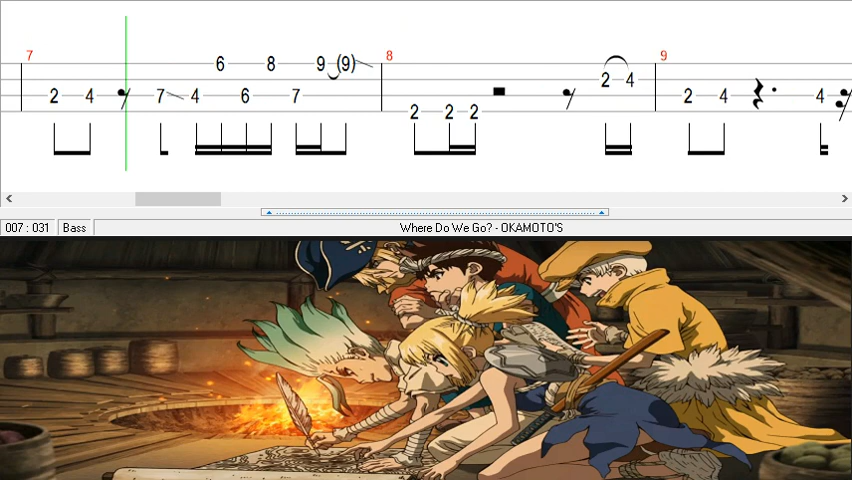 7 8 9
6 8 9 (9)
2 4
2 4 7 4 6 7 2 4 4
2 2 2
007 : 031 Bass Where Do We Go? - OKAMOTO'S